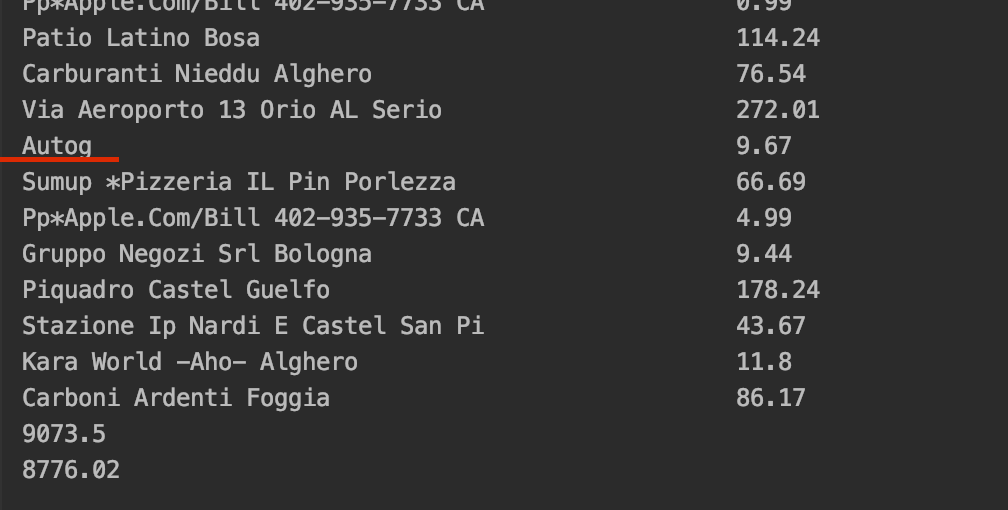 Pp*Apple.Com/Bill 402-935-7733 CA 0.99
Patio Latino Bosa 114.24
Carburanti Nieddu Alghero 76.54
Via Aeroporto 13 Orio AL Serio 272.01
Autog 9.67
Sumup *Pizzeria IL Pin Porlezza 66.69
Pp*Apple.Com/Bill 402-935-7733 CA 4.99
Gruppo Negozi Srl Bologna 9.44
Piquadro Castel Guelfo 178.24
Stazione Ip Nardi E Castel San Pi 43.67
Kara World -Aho- Alghero 11.8
Carboni Ardenti Foggia 86.17
9073.5
8776.02